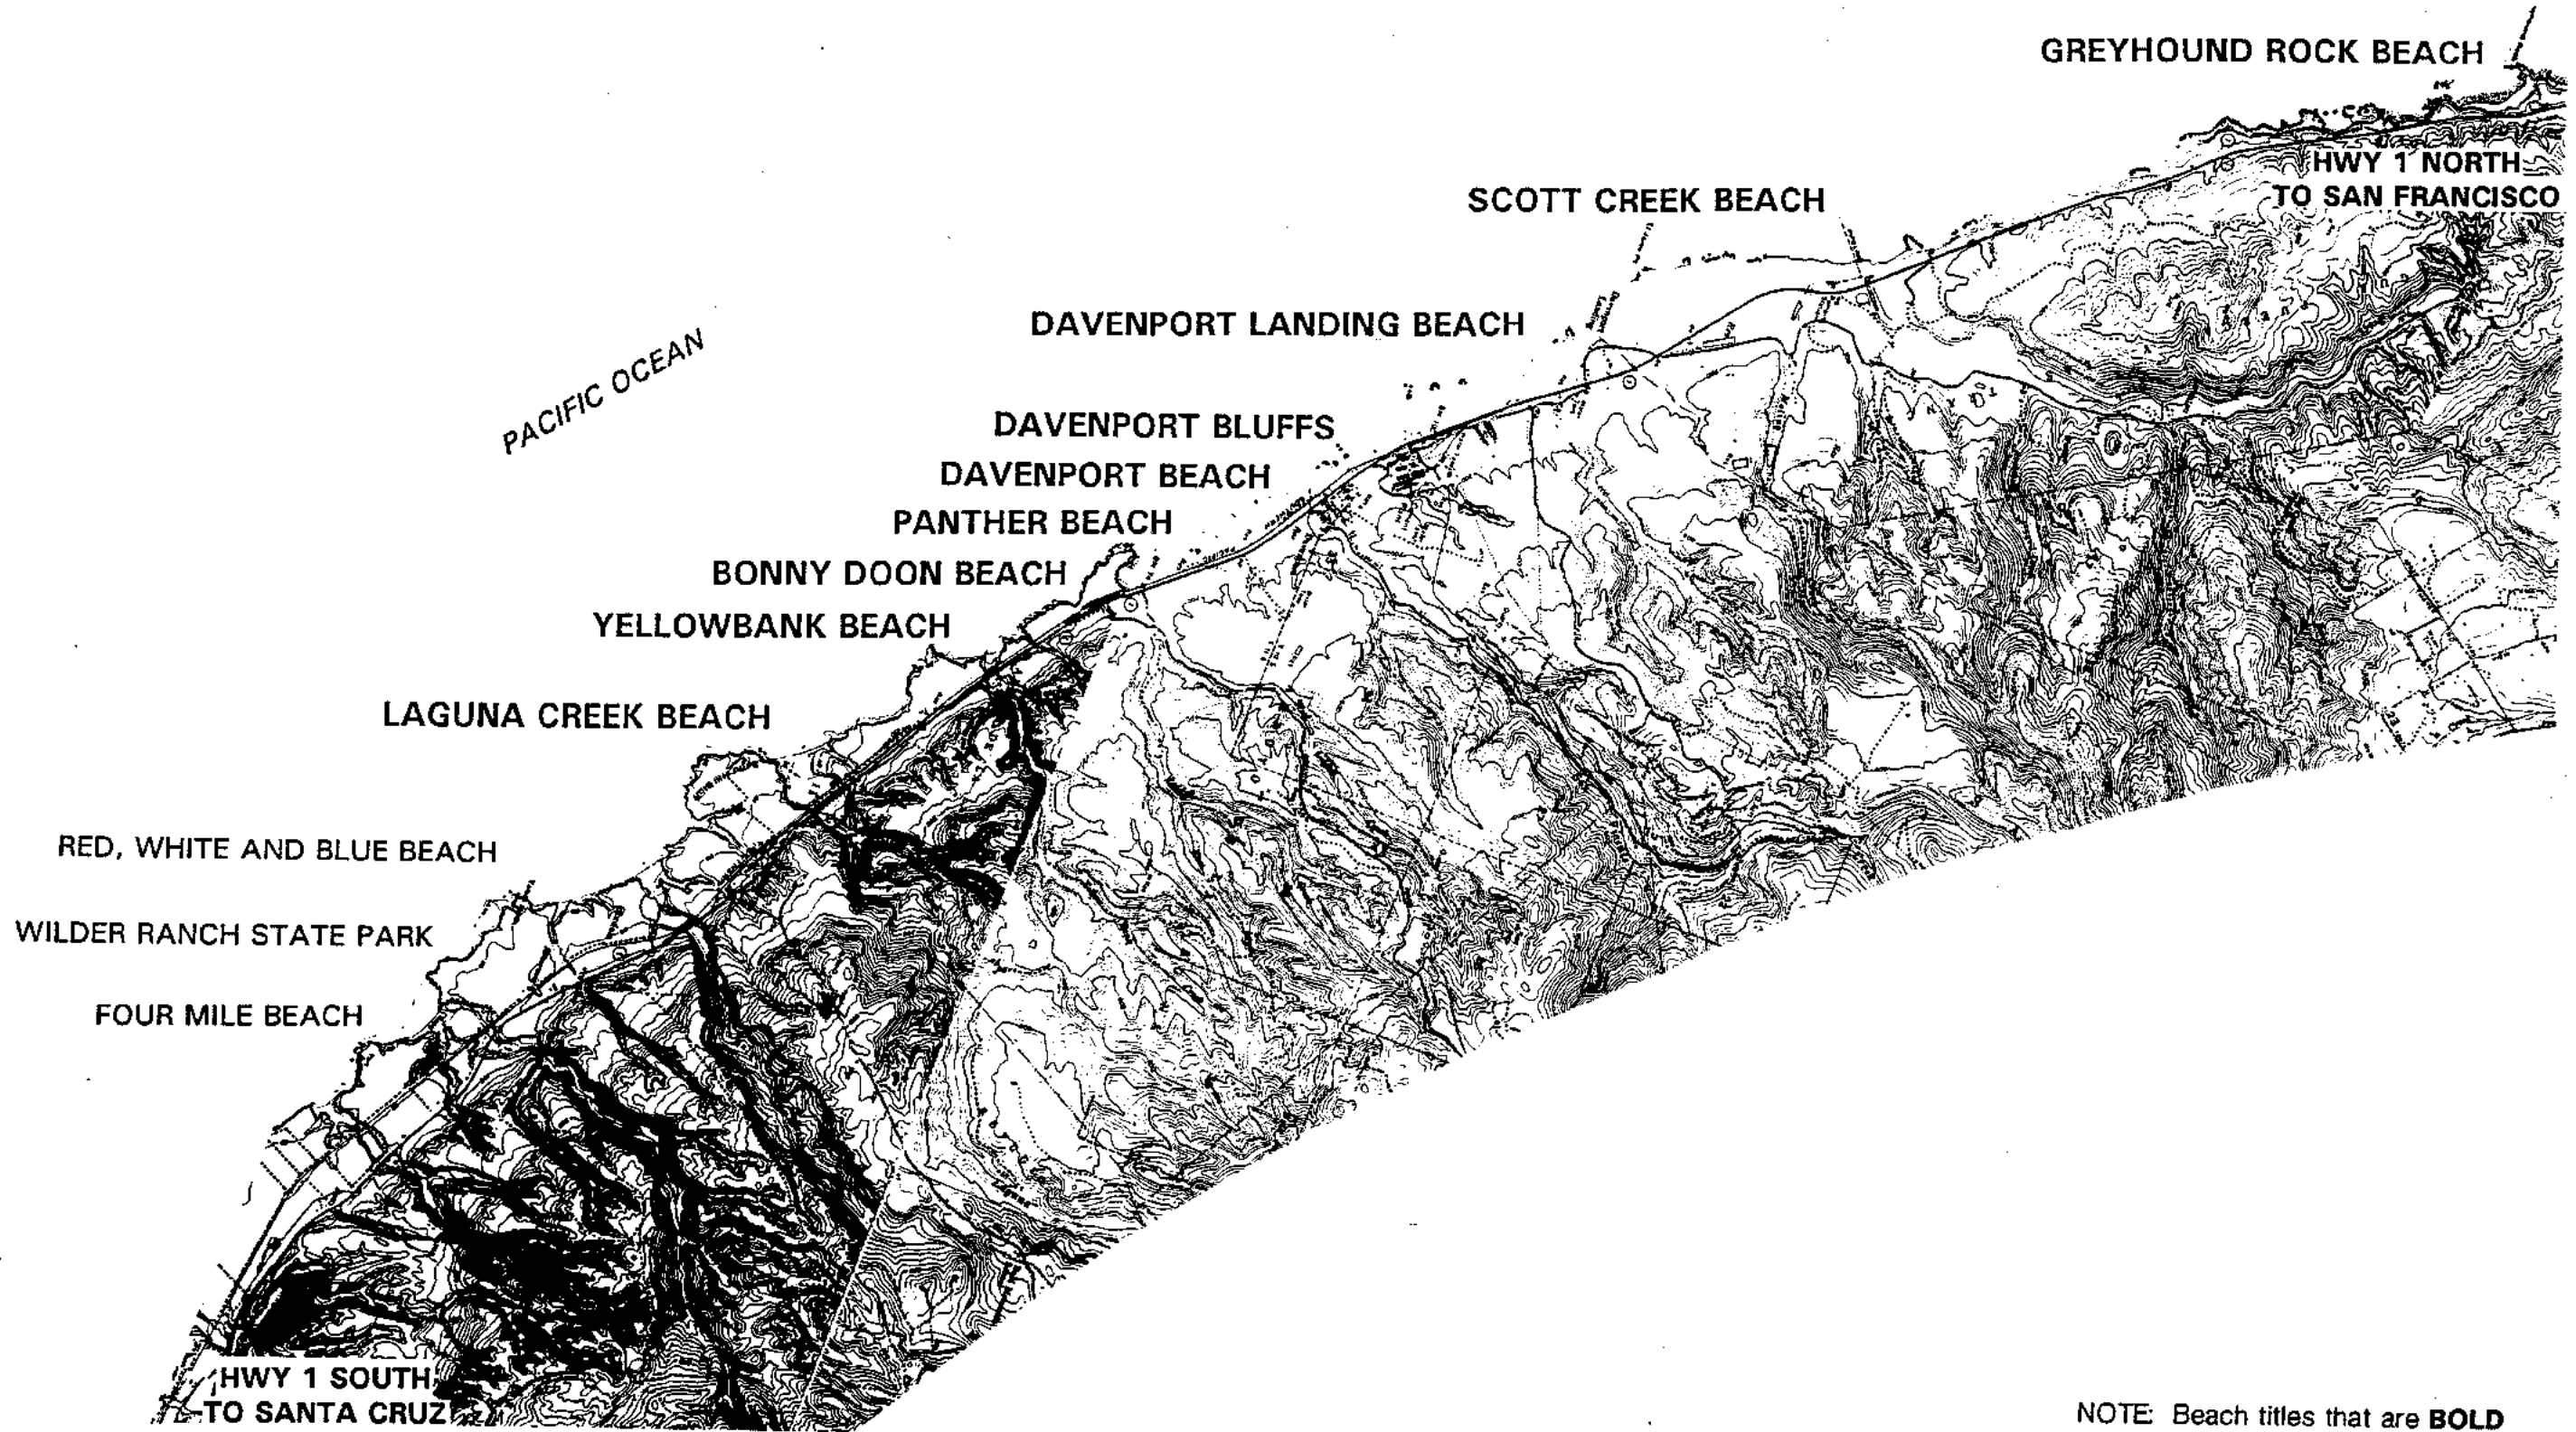 GREYHOUND ROCK BEACH
HWY 1 NORTH
TO SAN FRANCISCO
SCOTT CREEK BEACH
DAVENPORT LANDING BEACH
PACIFIC OCEAN
DAVENPORT BLUFFS
DAVENPORT BEACH
PANTHER BEACH
BONNY DOON BEACH
YELLOWBANK BEACH
LAGUNA CREEK BEACH
RED, WHITE AND BLUE BEACH
WILDER RANCH STATE PARK
FOUR MILE BEACH
HWY 1 SOUTH
TO SANTA CRUZ
NOTE: Beach titles that are BOLD